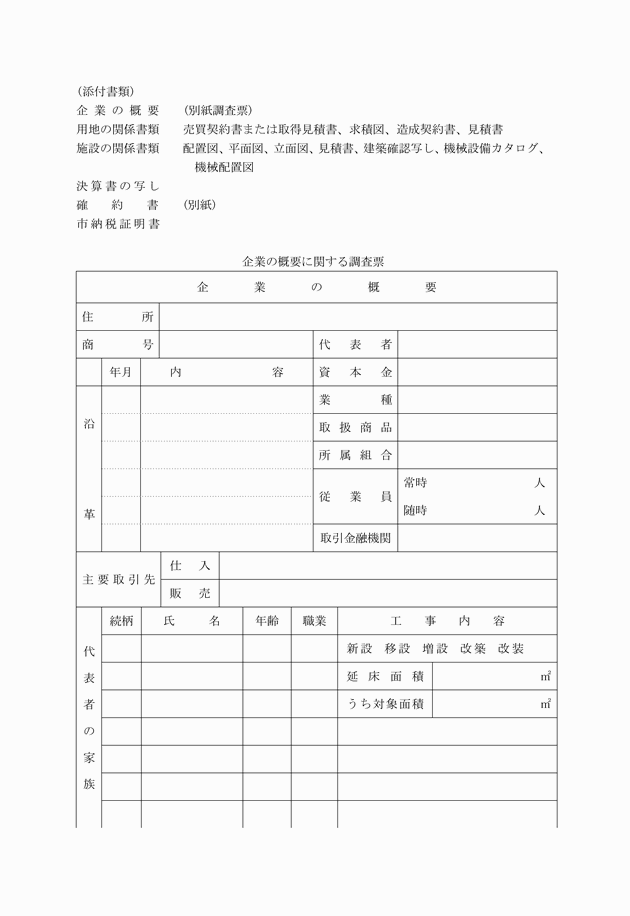 (添付書類)
企業の概要　(別紙調査票)
用地の関係書類　売買契約書または取得見積書、求積図、造成契約書、見積書
施設の関係書類　配置図、平面図、立面図、見積書、建築確認写し、機械設備カタログ、
機械配置図
決算書の写し
確約書　(別紙)
市納税証明書
企業の概要に関する調査票
企業の概要
住所
商号　代表者
年月　内容　資本金
沿革
業種
取扱商品
所属組合
従業員　常時　人
随時　人
取引金融機関
主要取引先　仕入
販売
続柄　氏名　年齢　職業　工事内容
代表者の家族
新設　移設　増設　改築　改装
延床面積　㎡
うち対象面積　㎡